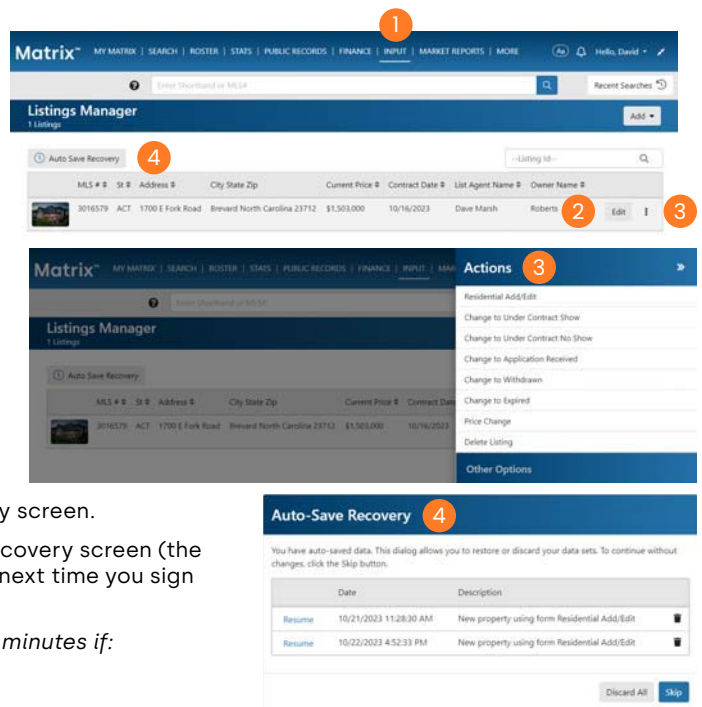 1
Matrix™ MY MATRIX | SEARCH | ROSTER | STATS | PUBLIC RECORDS | FINANCE | INPUT | MARKET REPORTS | MORE Aa Hello, David
? Enter Shorthand or MLS# Recent Searches
Listings Manager
1 Listings
Add
Auto Save Recovery 4 --Listing Id--
MLS # St Address City State Zip Current Price Contract Date List Agent Name Owner Name
3016579 ACT 1700 E Fork Road Brevard North Carolina 23712 $1,503,000 10/16/2023 Dave Marsh Roberts 2 Edit 3
Matrix™ MY MATRIX | SEARCH | ROSTER | STATS | PUBLIC RECORDS | FINANCE | INPUT | MAR
? Enter Shorthand or MLS#
Listings Manager
1 Listings
Auto Save Recovery
MLS # St Address City State Zip Current Price Contract Date
3016579 ACT 1700 E Fork Road Brevard North Carolina 23712 $1,503,000 10/16/2023
Actions 3 »
Residential Add/Edit
Change to Under Contract Show
Change to Under Contract No Show
Change to Application Received
Change to Withdrawn
Change to Expired
Price Change
Delete Listing
Other Options
y screen.
covery screen (the
next time you sign
minutes if:
Auto-Save Recovery 4
You have auto-saved data. This dialog allows you to restore or discard your data sets. To continue without
changes, click the Skip button.
Date Description
Resume 10/21/2023 11:28:30 AM New property using form Residential Add/Edit
Resume 10/22/2023 4:52:33 PM New property using form Residential Add/Edit
Discard All Skip